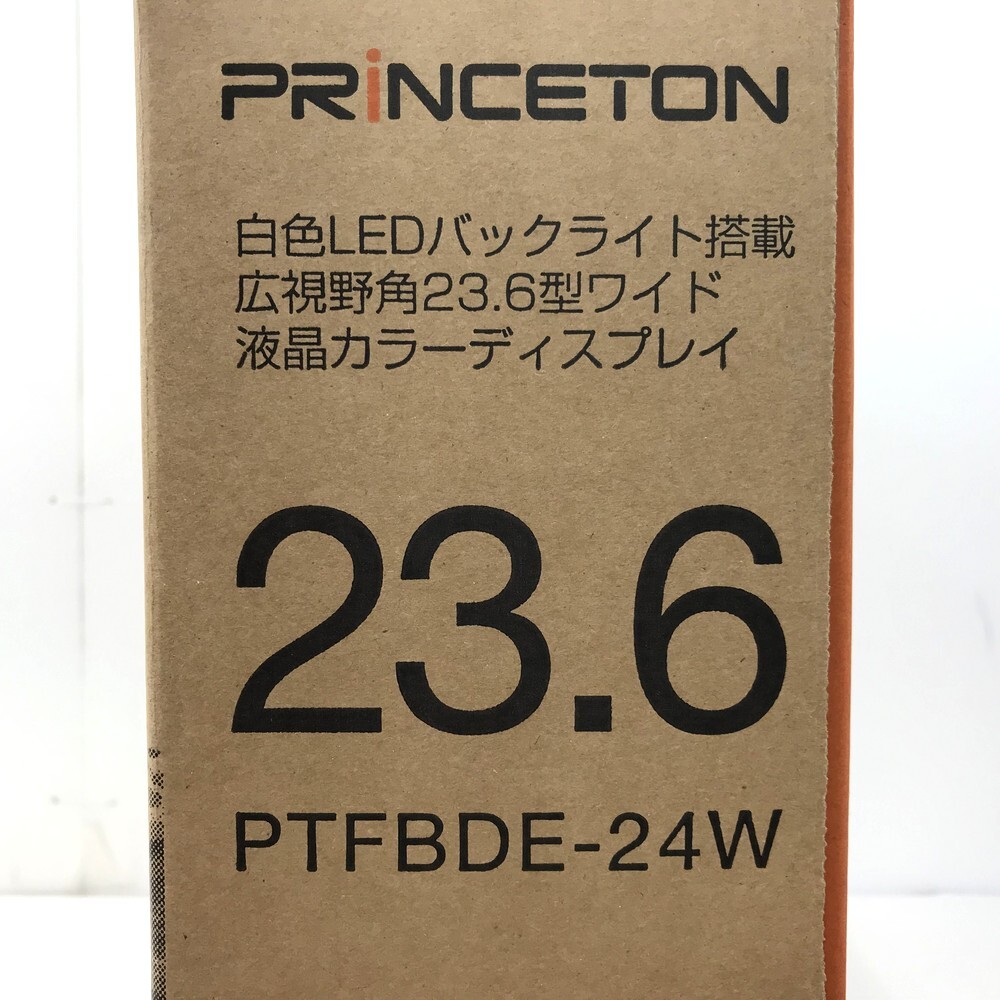 PRiNCETON
白色LEDバックライト搭載
広視野角23.6型ワイド
液晶カラーディスプレイ
23.6
PTFBDE-24W